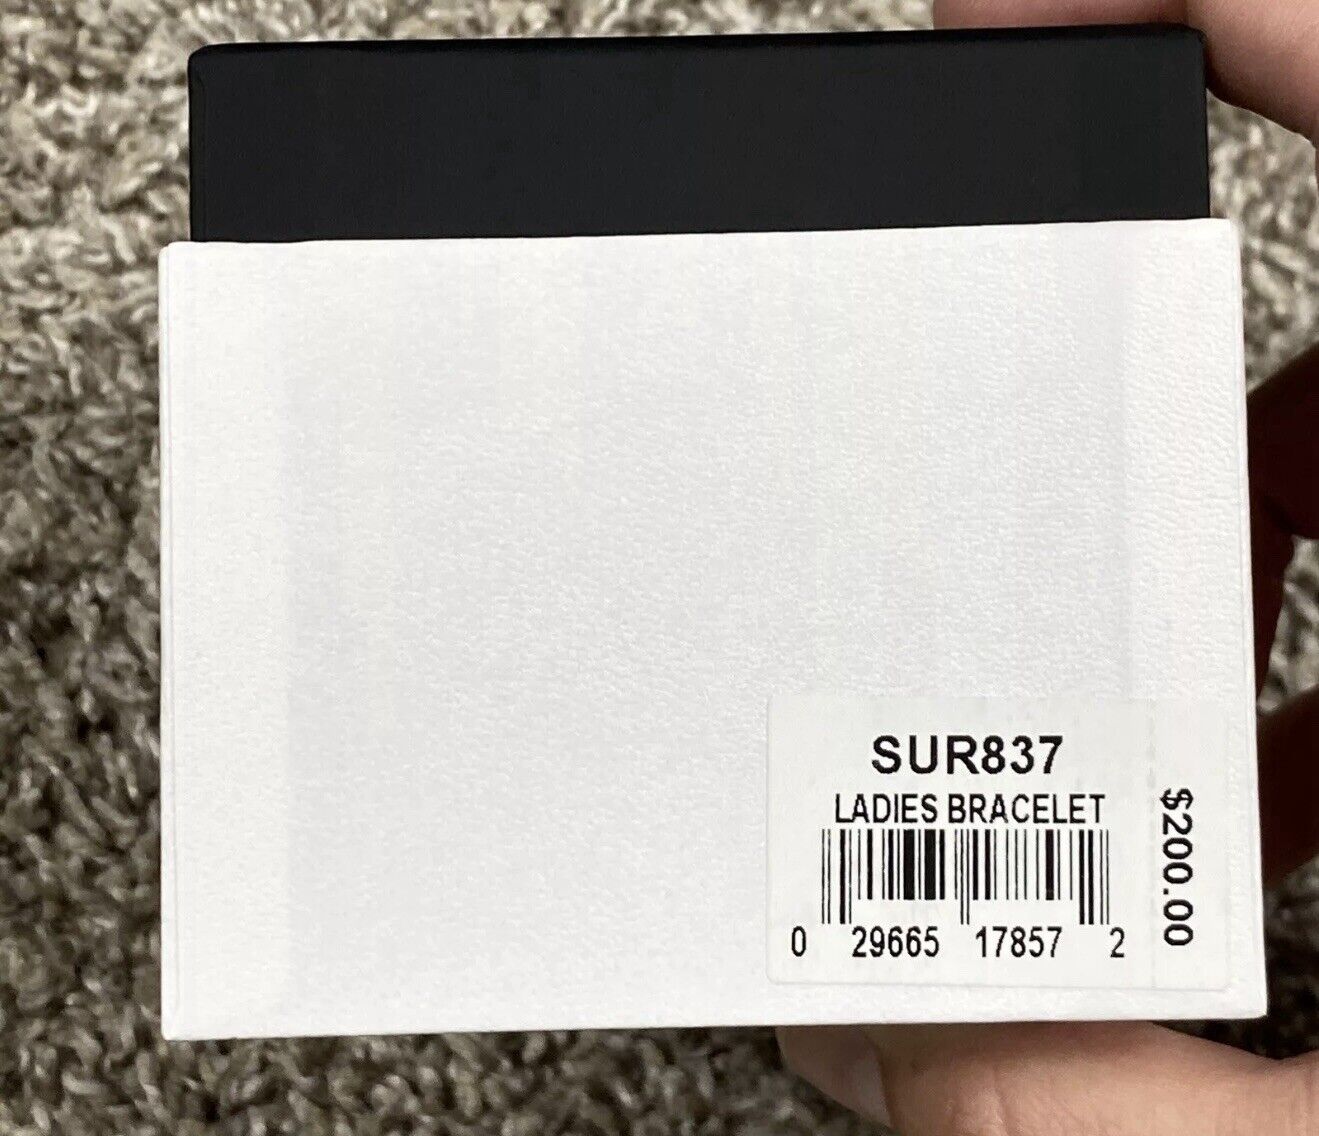 SUR837
LADIES BRACELET
0 29665 17857 2
$200.00